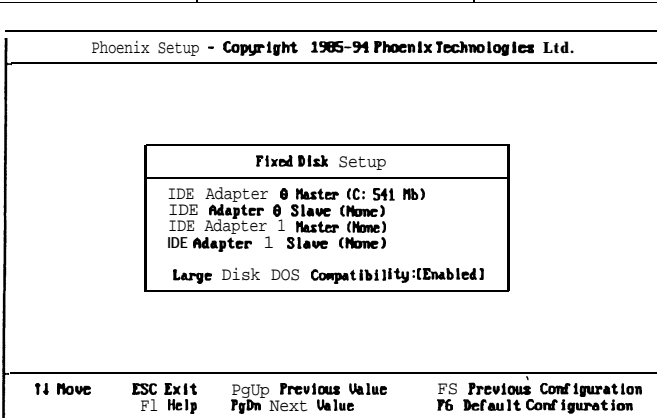 Phoenix Setup - Copyright 1985-94 Phoenix Technologies Ltd.
Fixed Disk Setup
IDE Adapter 0 Master (C: 541 Mb)
IDE Adapter 0 Slave (None)
IDE Adapter 1 Master (None)
IDE Adapter 1 Slave (None)
Large Disk DOS Compatibility:[Enabled]
↑↓ Move ESC Exit PgUp Previous Value FS Previous Configuration
Fl Help PgDn Next Value F6 Default Configuration